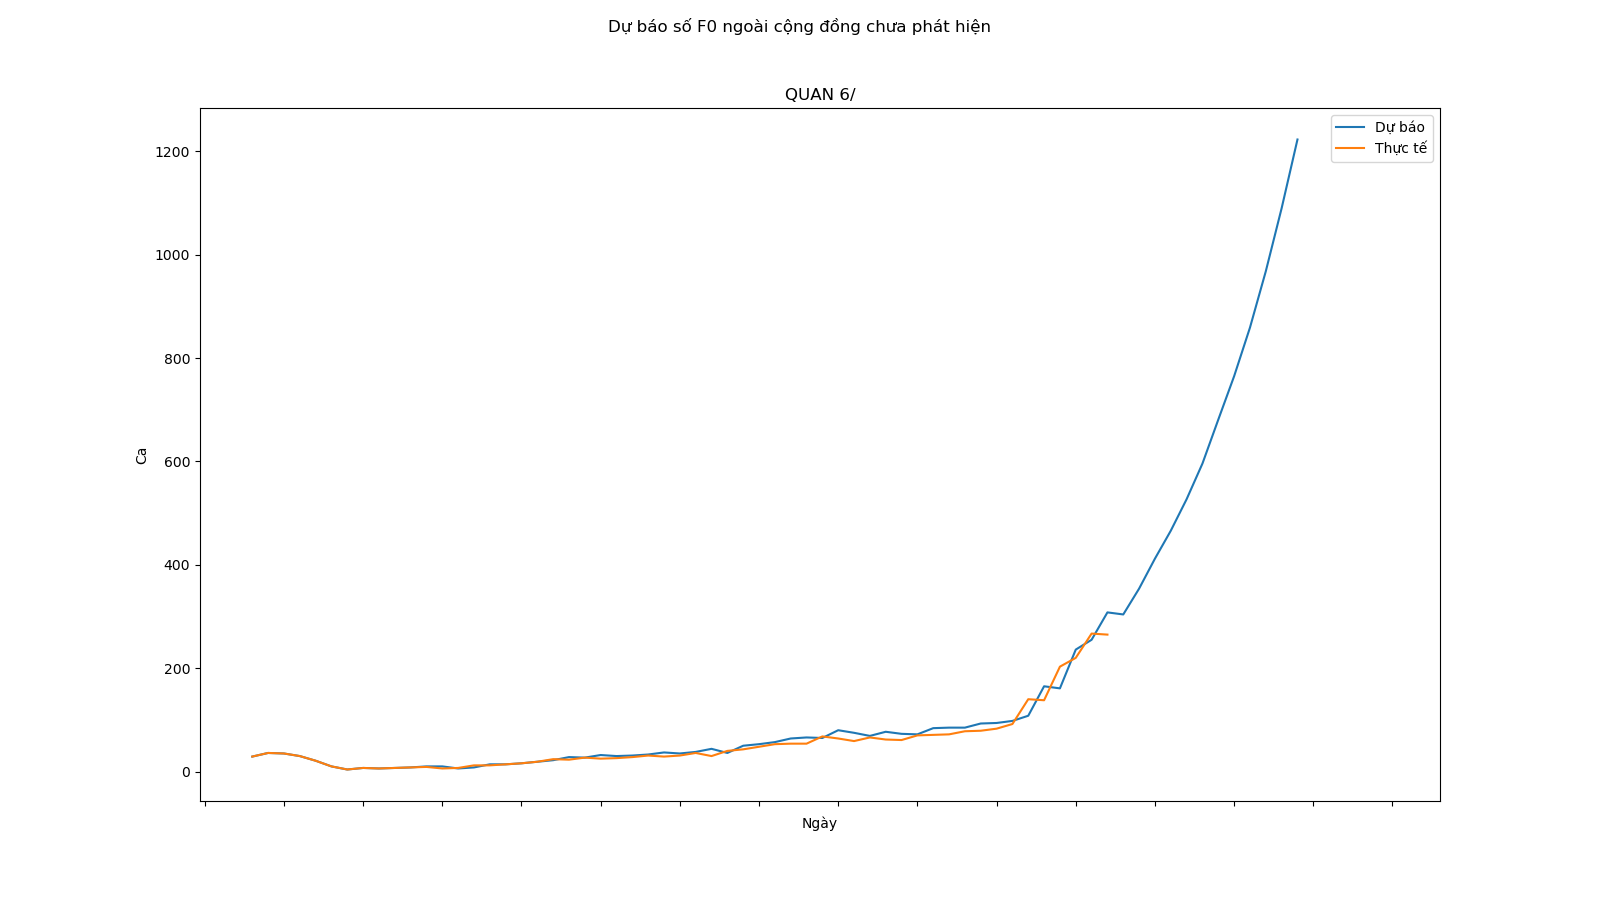 Dự báo số F0 ngoài cộng đồng chưa phát hiện
QUAN 6/
Dự báo
Thực tế
1200
1000
800
600
400
200
0
Ca
Ngày